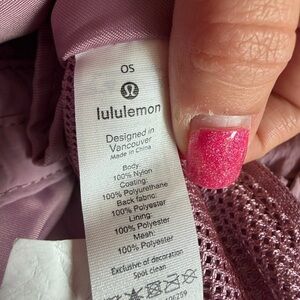 OS
lululemon
Designed in
Vancouver
Made in China
Body:
100% Nylon
Coating:
100% Polyurethane
Back fabric:
100% Polyester
Lining:
100% Polyester
Mesh:
100% Polyester
Exclusive of decoration
Spot clean